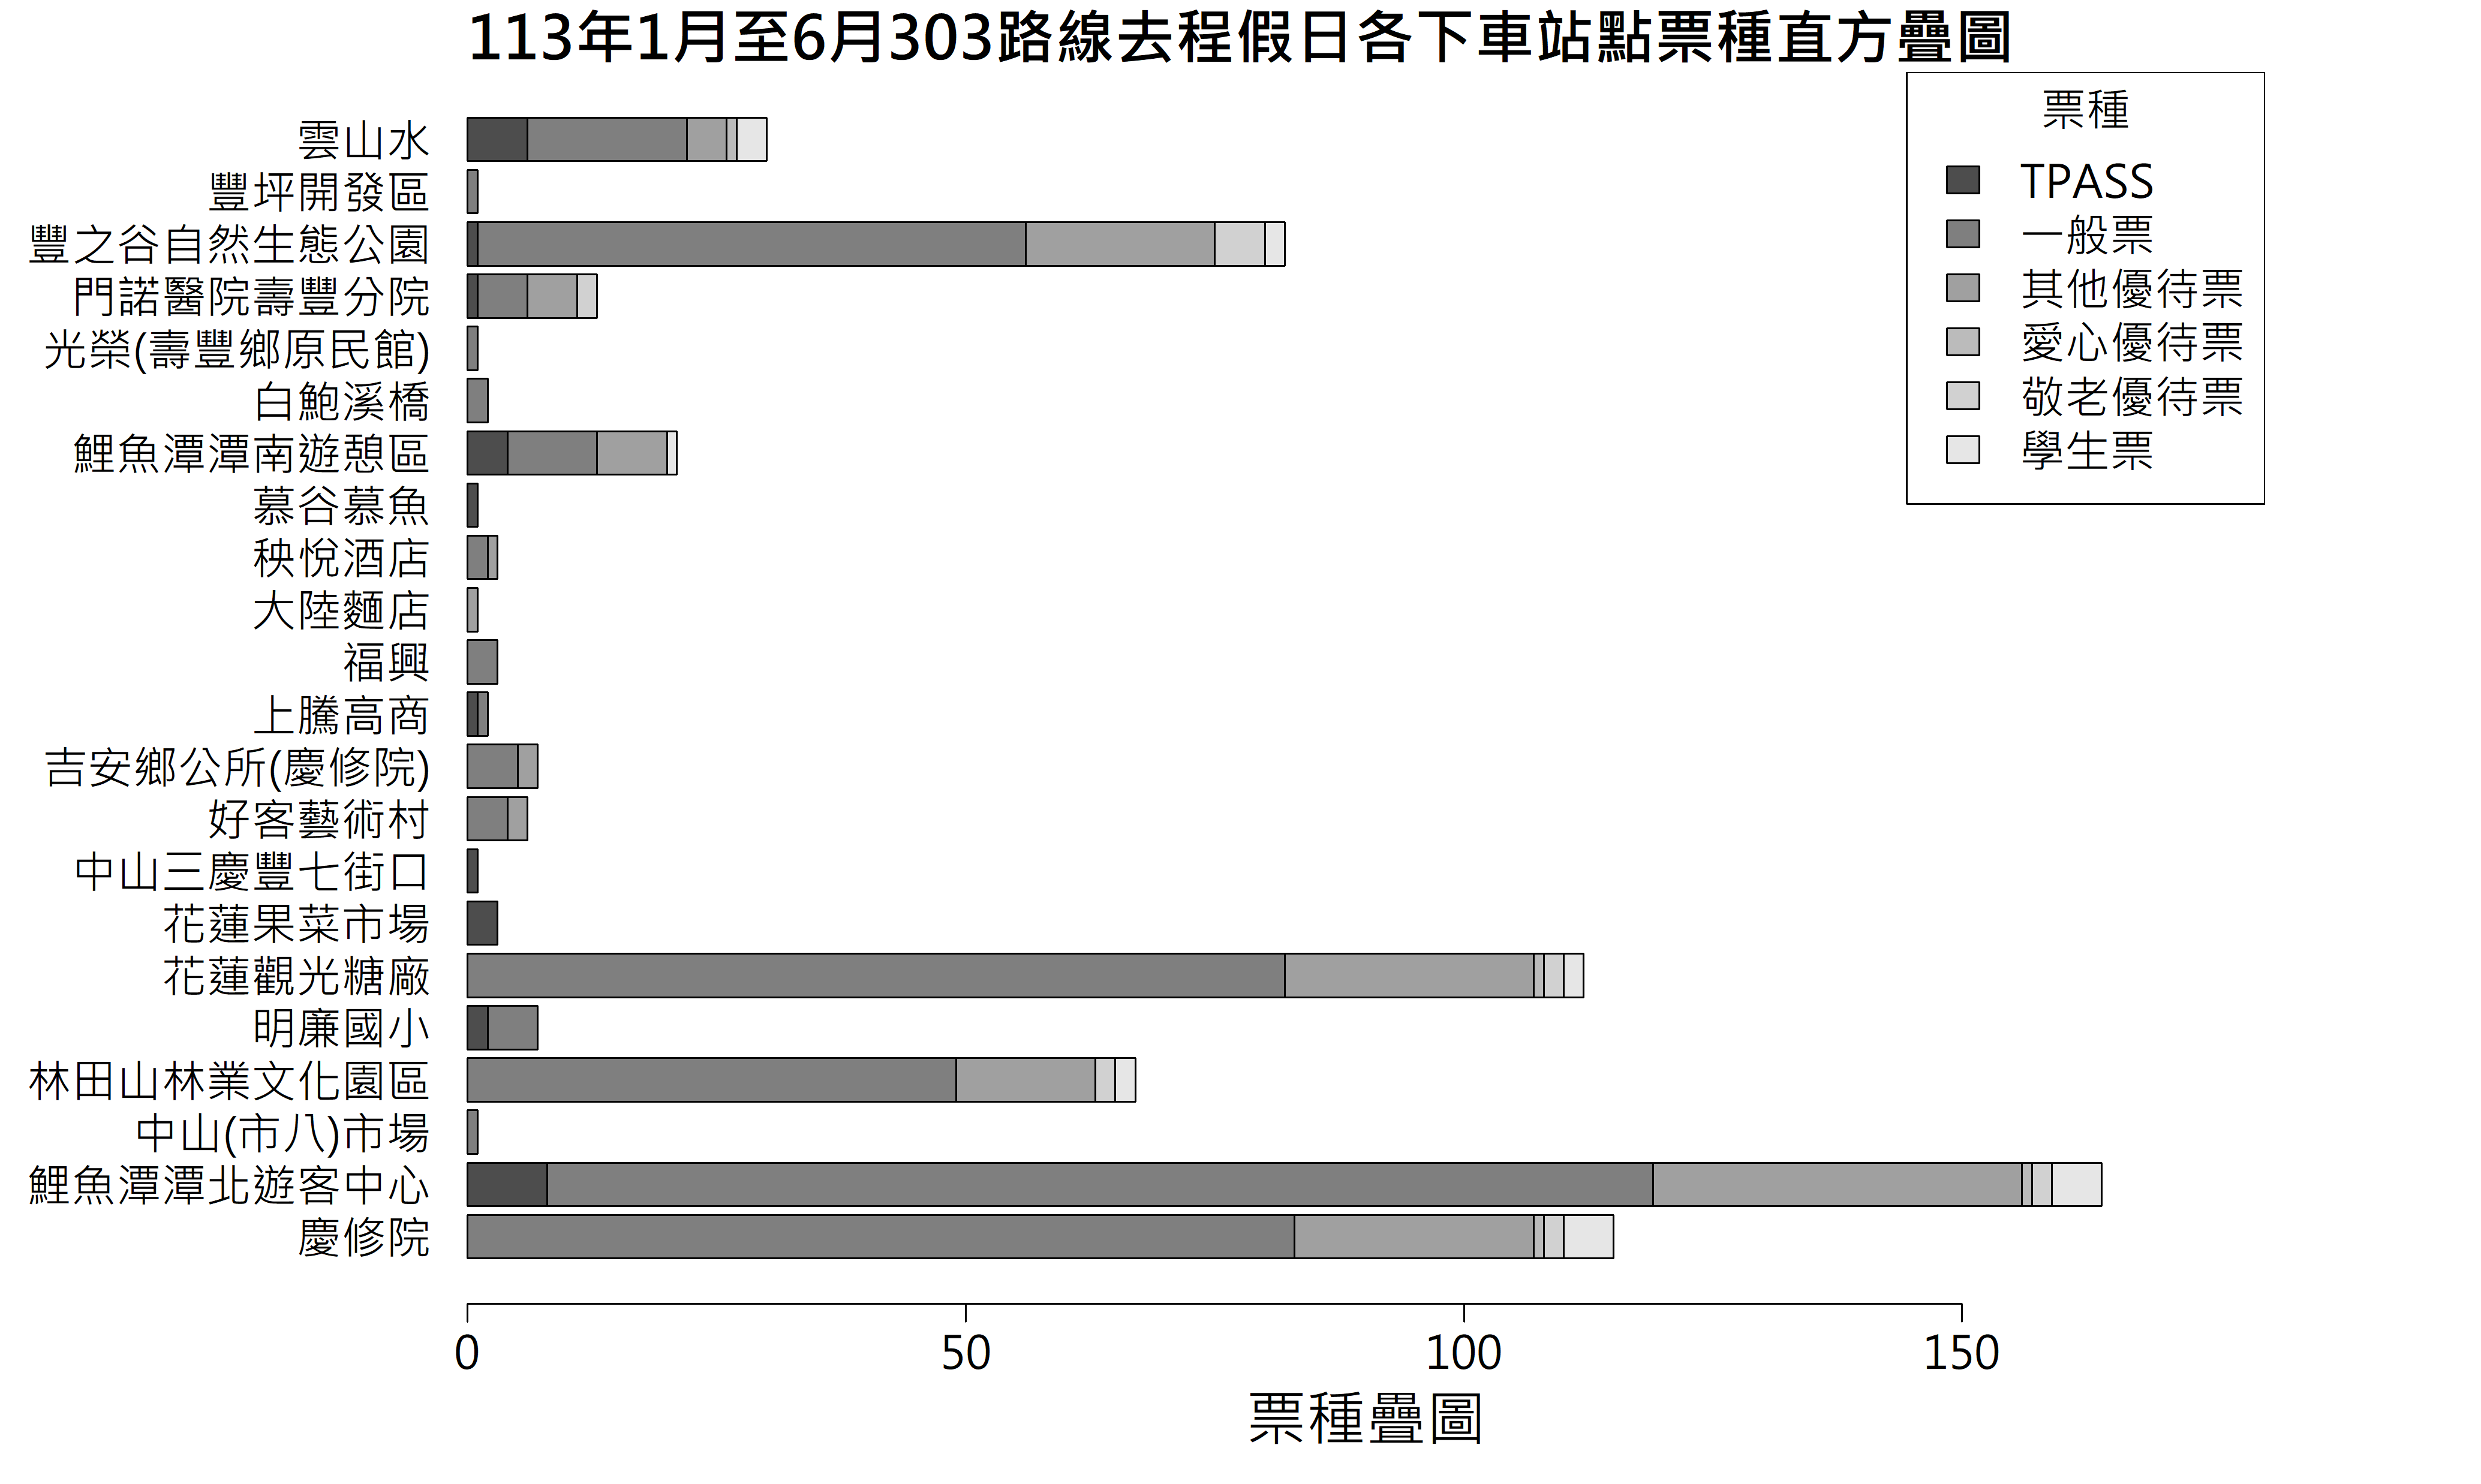 113年1月至6月303路線去程假日各下車站點票種直方疊圖
票種
TPASS
一般票
其他優待票
愛心優待票
敬老優待票
學生票
雲山水
豐坪開發區
豐之谷自然生態公園
門諾醫院壽豐分院
光榮(壽豐鄉原民館)
白鮑溪橋
鯉魚潭潭南遊憩區
慕谷慕魚
秧悅酒店
大陸麵店
福興
上騰高商
吉安鄉公所(慶修院)
好客藝術村
中山三慶豐七街口
花蓮果菜市場
花蓮觀光糖廠
明廉國小
林田山林業文化園區
中山(市八)市場
鯉魚潭潭北遊客中心
慶修院
0 50 100 150
票種疊圖